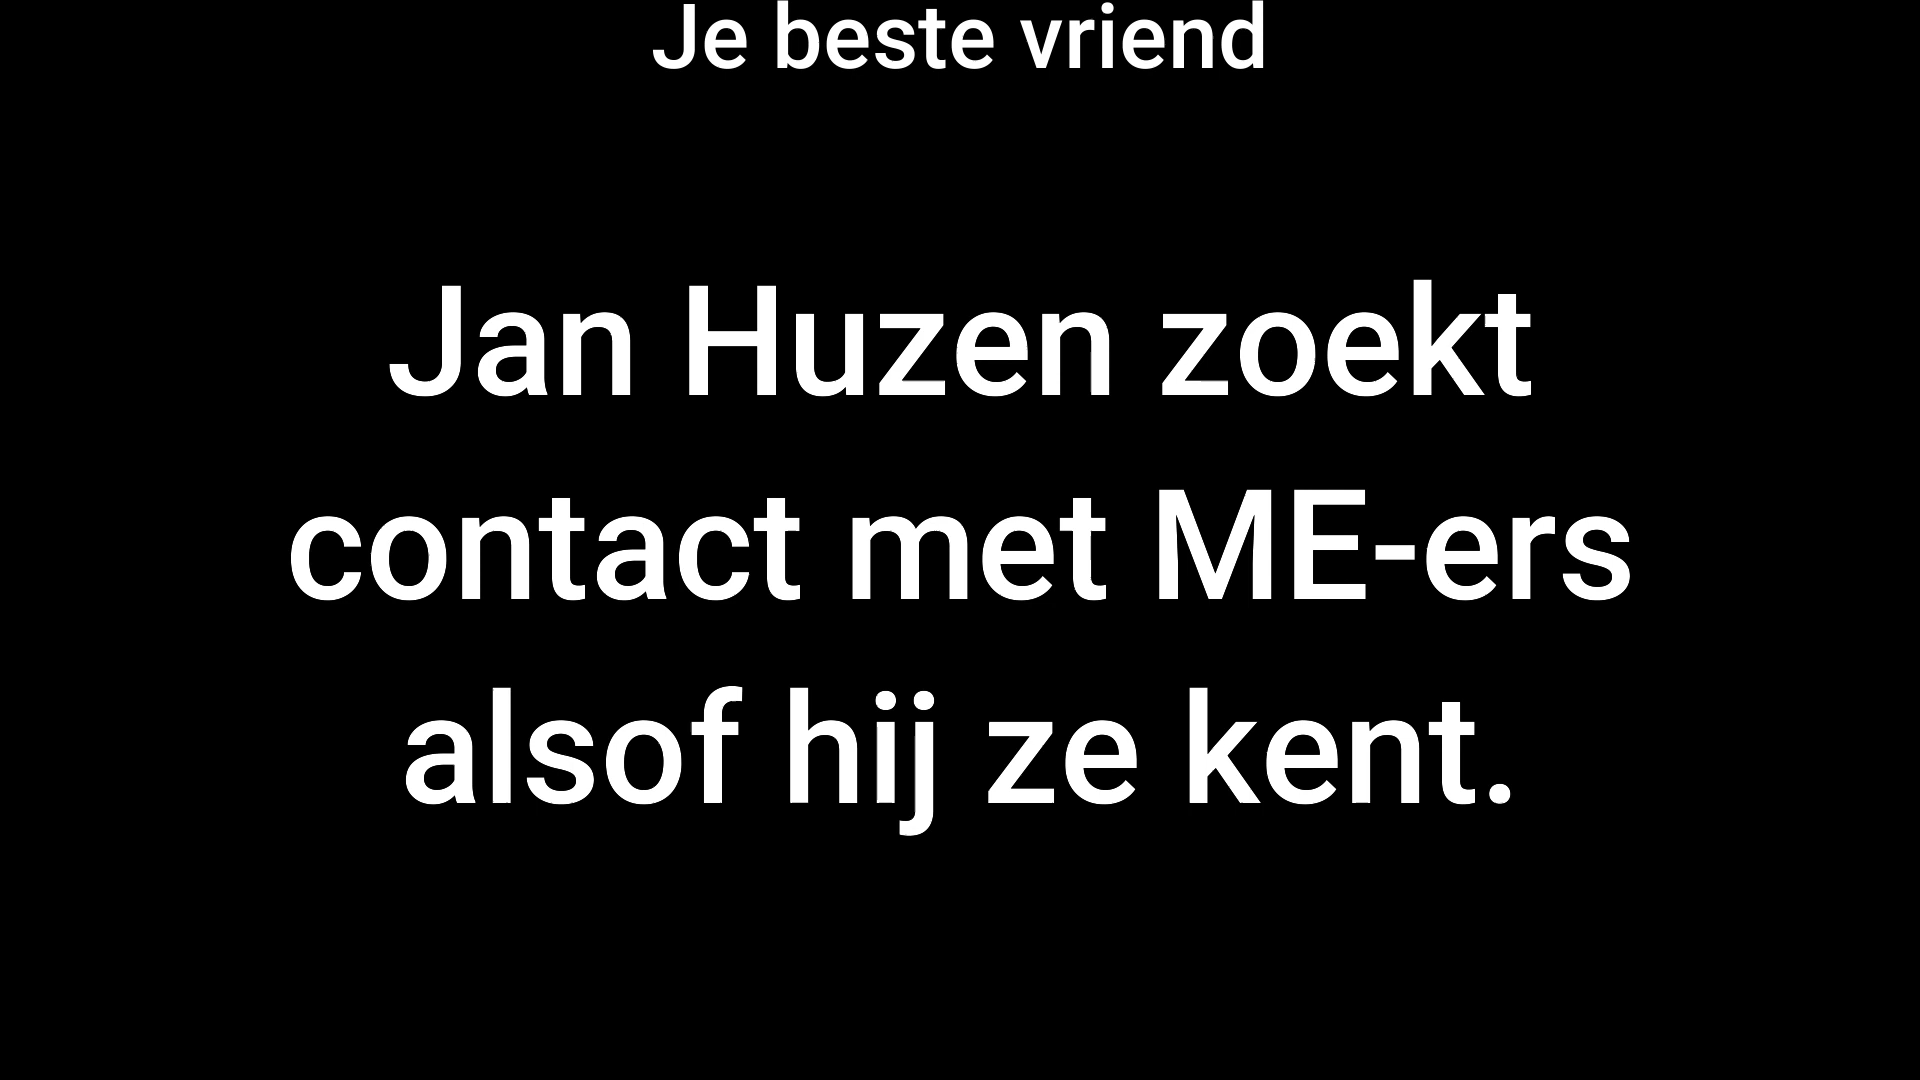 Je beste vriend
Jan Huzen zoekt
contact met ME-ers
alsof hij ze kent.